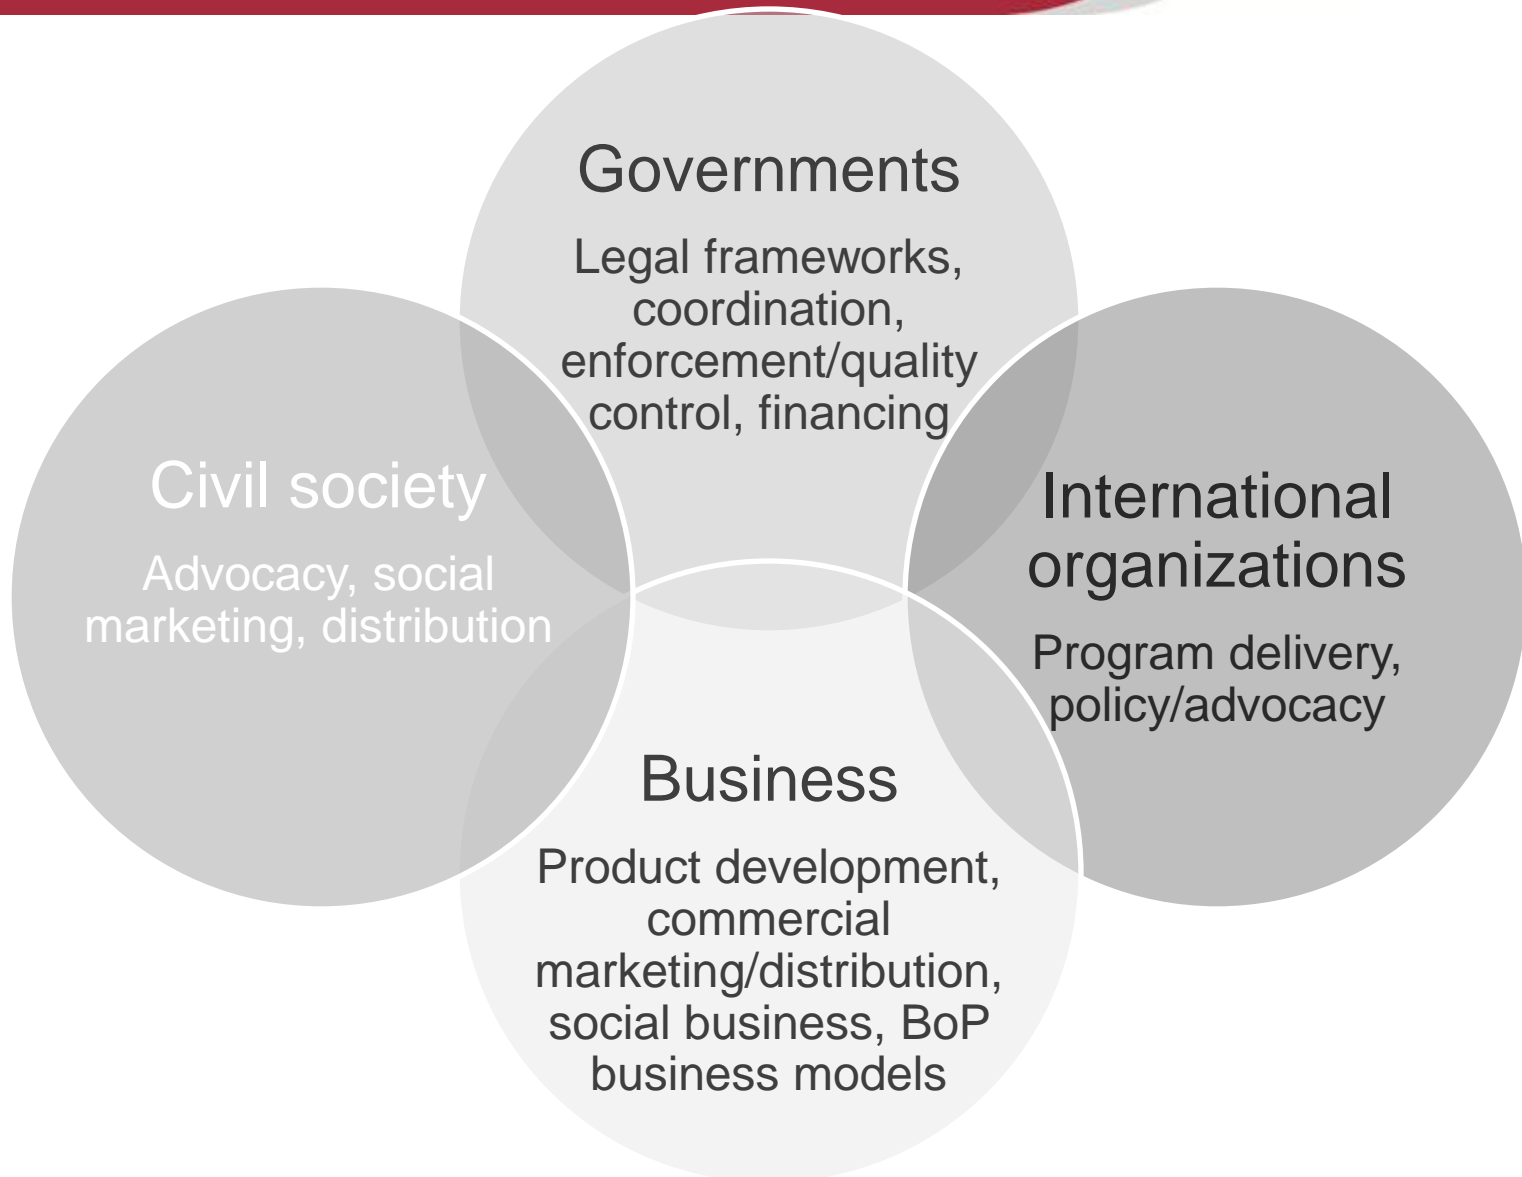 Governments
Legal frameworks,
coordination,
enforcement/quality
control, financing
Civil society
Advocacy, social
marketing, distribution
International
organizations
Program delivery,
policy/advocacy
Business
Product development,
commercial
marketing/distribution,
social business, BoP
business models